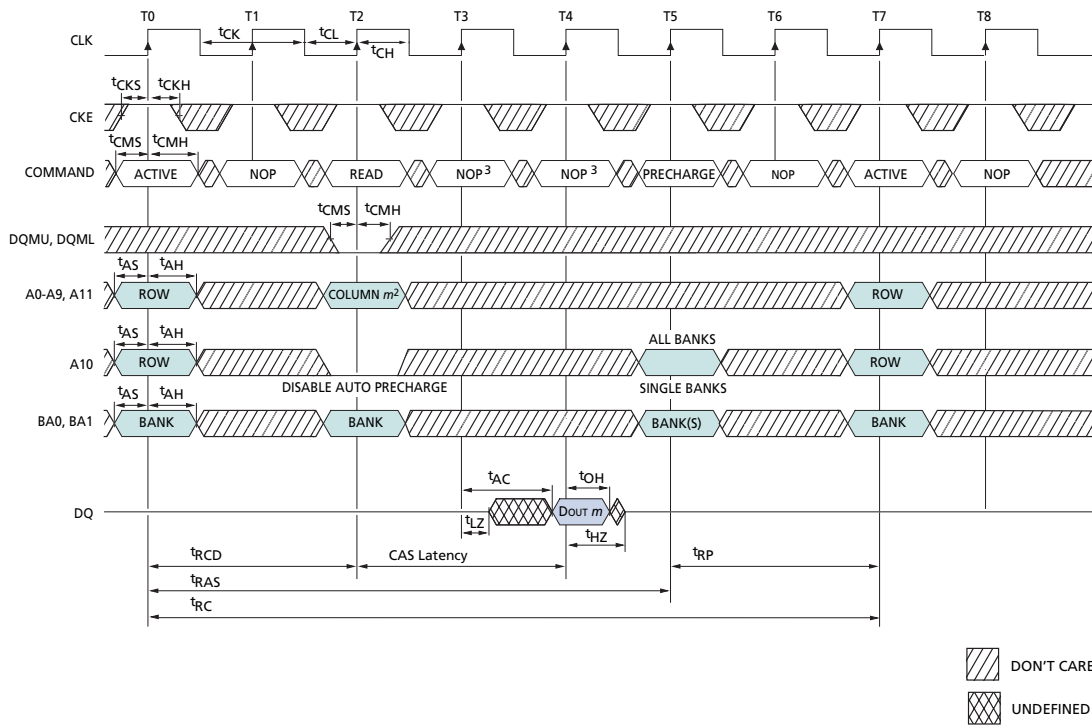 T0 T1 T2 T3 T4 T5 T6 T7 T8
CLK
tCK tCL
tCH
tCKS tCKH
CKE
tCMS tCMH
COMMAND ACTIVE NOP READ NOP3 NOP3 PRECHARGE NOP ACTIVE NOP
tCMS tCMH
DQMU, DQML
tAS tAH
A0-A9, A11 ROW COLUMN m2 ROW
tAS tAH
ALL BANKS
A10 ROW ROW
DISABLE AUTO PRECHARGE SINGLE BANKS
tAS tAH
BA0, BA1 BANK BANK BANK(S) BANK
tAC tOH
DQ DOUT m
tLZ
tHZ
tRCD CAS Latency tRP
tRAS
tRC
DON'T CARE
UNDEFINED